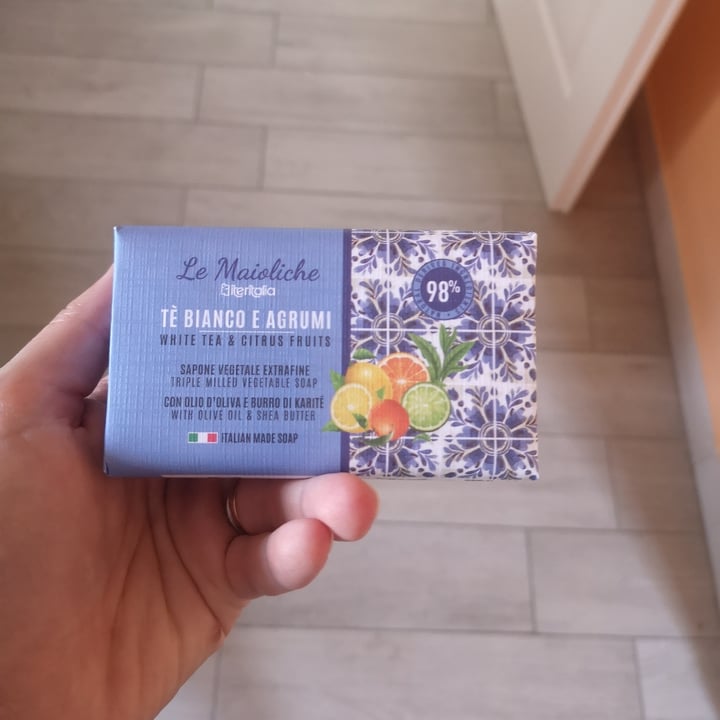 Le Maioliche
iteritalia
TÈ BIANCO E AGRUMI
WHITE TEA & CITRUS FRUITS
SAPONE VEGETALE EXTRAFINE
TRIPLE MILLED VEGETABLE SOAP
CON OLIO D'OLIVA E BURRO DI KARITÉ
WITH OLIVE OIL & SHEA BUTTER
ITALIAN MADE SOAP
98%